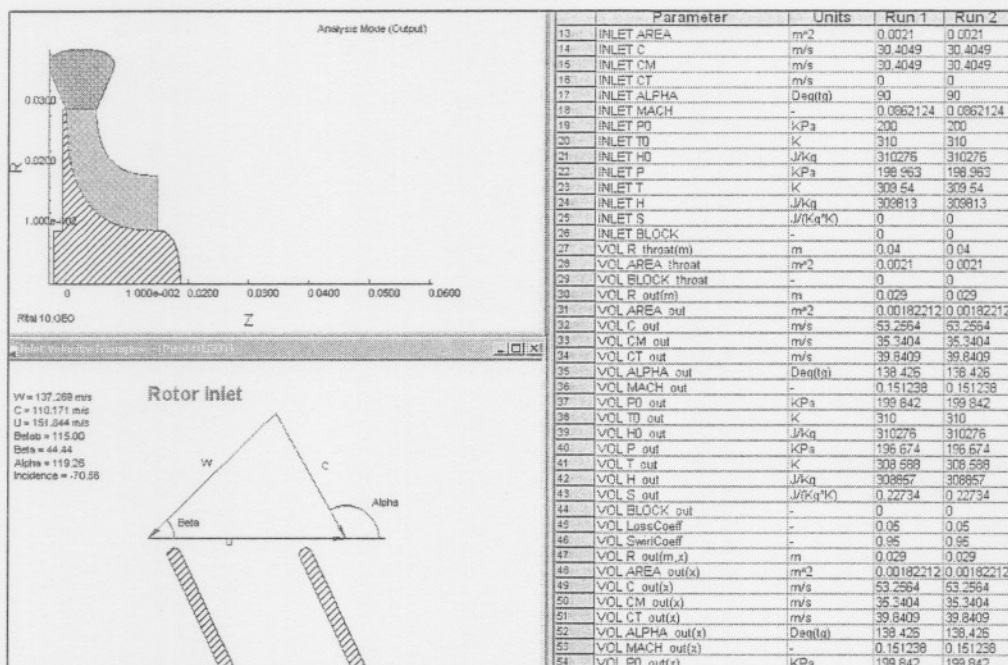 Analysis Mode (Output)
0.0300
0.0200
1.000e-002
R
0 1.000e-002 0.0200 0.0300 0.0400 0.0500 0.0600
Z
Rital 10.GEO
Rotor inlet
W = 137.269 m/s
C = 110.171 m/s
U = 151.844 m/s
Betab = 115.00
Beta = 44.44
Alpha = 119.26
Incidence = -70.56
W
C
Alpha
Beta
U
Parameter Units Run 1 Run 2
13 INLET AREA m^2 0.0021 0.0021
14 INLET C m/s 30.4049 30.4049
15 INLET CM m/s 30.4049 30.4049
16 INLET CT m/s 0 0
17 INLET ALPHA Deg(tg) 90 90
18 INLET MACH - 0.0862124 0.0862124
19 INLET P0 KPa 200 200
20 INLET T0 K 310 310
21 INLET H0 J/Kg 310276 310276
22 INLET P KPa 198.963 198.963
23 INLET T K 309.54 309.54
24 INLET H J/Kg 309813 309813
25 INLET S J/(Kg*K) 0 0
26 INLET BLOCK - 0 0
27 VOL R throat(m) m 0.04 0.04
28 VOL AREA throat m^2 0.0021 0.0021
29 VOL BLOCK throat - 0 0
30 VOL R out(m) m 0.029 0.029
31 VOL AREA out m^2 0.00182212 0.00182212
32 VOL C out m/s 53.2564 53.2564
33 VOL CM out m/s 35.3404 35.3404
34 VOL CT out m/s 39.8409 39.8409
35 VOL ALPHA out Deg(tg) 138.426 138.426
36 VOL MACH out - 0.151238 0.151238
37 VOL P0 out KPa 199.842 199.842
38 VOL T0 out K 310 310
39 VOL H0 out J/Kg 310276 310276
40 VOL P out KPa 196.674 196.674
41 VOL T out K 308.588 308.588
42 VOL H out J/Kg 308857 308857
43 VOL S out J/(Kg*K) 0.22734 0.22734
44 VOL BLOCK out - 0 0
45 VOL LossCoeff - 0.05 0.05
46 VOL SwirlCoeff - 0.95 0.95
47 VOL R out(m,x) m 0.029 0.029
48 VOL AREA out(x) m^2 0.00182212 0.00182212
49 VOL C out(x) m/s 53.2564 53.2564
50 VOL CM out(x) m/s 35.3404 35.3404
51 VOL CT out(x) m/s 39.8409 39.8409
52 VOL ALPHA out(x) Deg(tg) 138.426 138.426
53 VOL MACH out(x) - 0.151238 0.151238
54 VOL P0 out(x) KPa 199.842 199.842